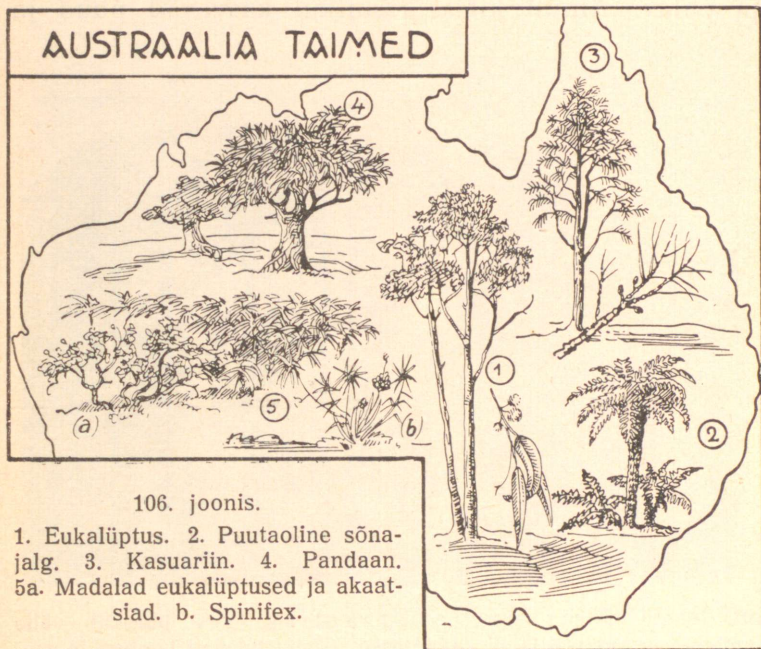 AUSTRAALIA TAIMED
3
4
1
(a)
5
(b)
2
106. joonis.
1. Eukalüptus. 2. Puutaoline sõna-
jalg. 3. Kasuariin. 4. Pandaan.
5a. Madalad eukalüptused ja akaat-
siad. b. Spinifex.